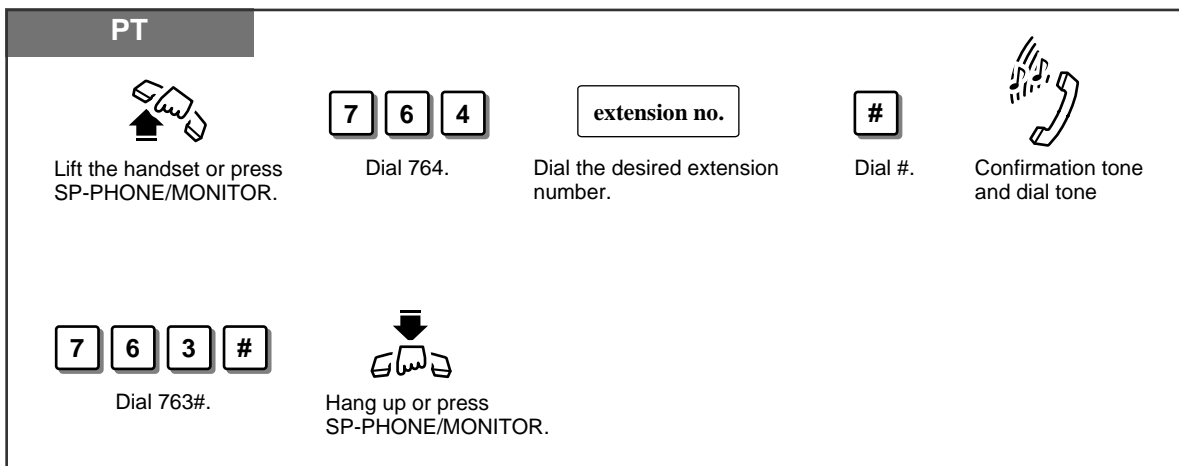 PT
7 6 4
extension no.
#
Lift the handset or press
SP-PHONE/MONITOR.
Dial 764.
Dial the desired extension
number.
Dial #.
Confirmation tone
and dial tone
7 6 3 #
Dial 763#.
Hang up or press
SP-PHONE/MONITOR.